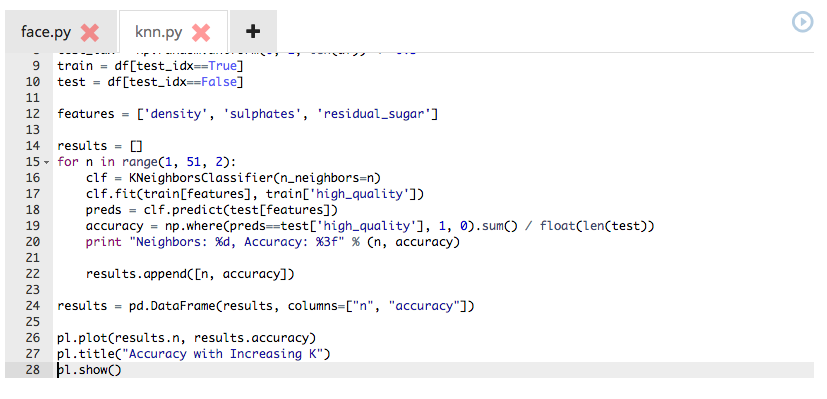 face.py
knn.py
9 train = df[test_idx==True]
10 test = df[test_idx==False]
11
12 features = ['density', 'sulphates', 'residual_sugar']
13
14 results = []
15 for n in range(1, 51, 2):
16 clf = KNeighborsClassifier(n_neighbors=n)
17 clf.fit(train[features], train['high_quality'])
18 preds = clf.predict(test[features])
19 accuracy = np.where(preds==test['high_quality'], 1, 0).sum() / float(len(test))
20 print "Neighbors: %d, Accuracy: %3f" % (n, accuracy)
21
22 results.append([n, accuracy])
23
24 results = pd.DataFrame(results, columns=["n", "accuracy"])
25
26 pl.plot(results.n, results.accuracy)
27 pl.title("Accuracy with Increasing K")
28 pl.show()